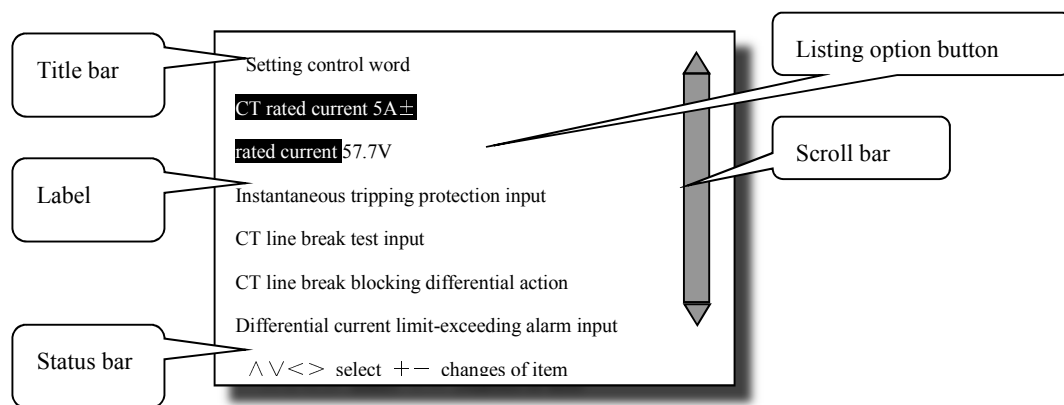 Title bar
Label
Status bar
Setting control word
CT rated current 5A±
rated current 57.7V
Instantaneous tripping protection input
CT line break test input
CT line break blocking differential action
Differential current limit-exceeding alarm input
∧∨<> select +− changes of item
Listing option button
Scroll bar